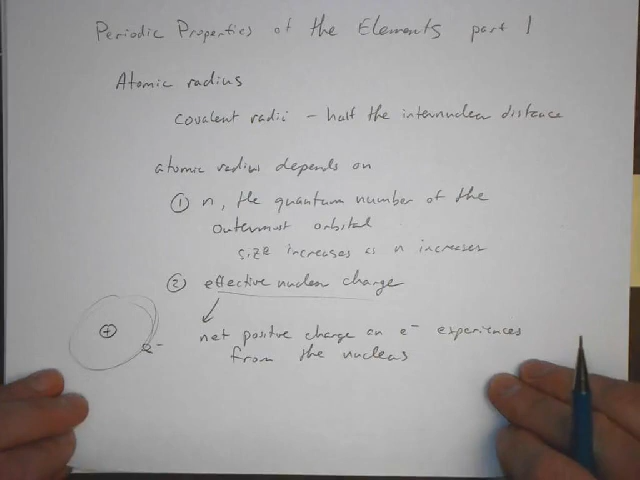 Periodic Properties of the Elements part 1
Atomic radius
covalent radii - half the internuclear distance
atomic radius depends on
① n, the quantum number of the
outermost orbital
size increases as n increases
② effective nuclear charge
net positive charge an e⁻ experiences
from the nucleus
+
e⁻